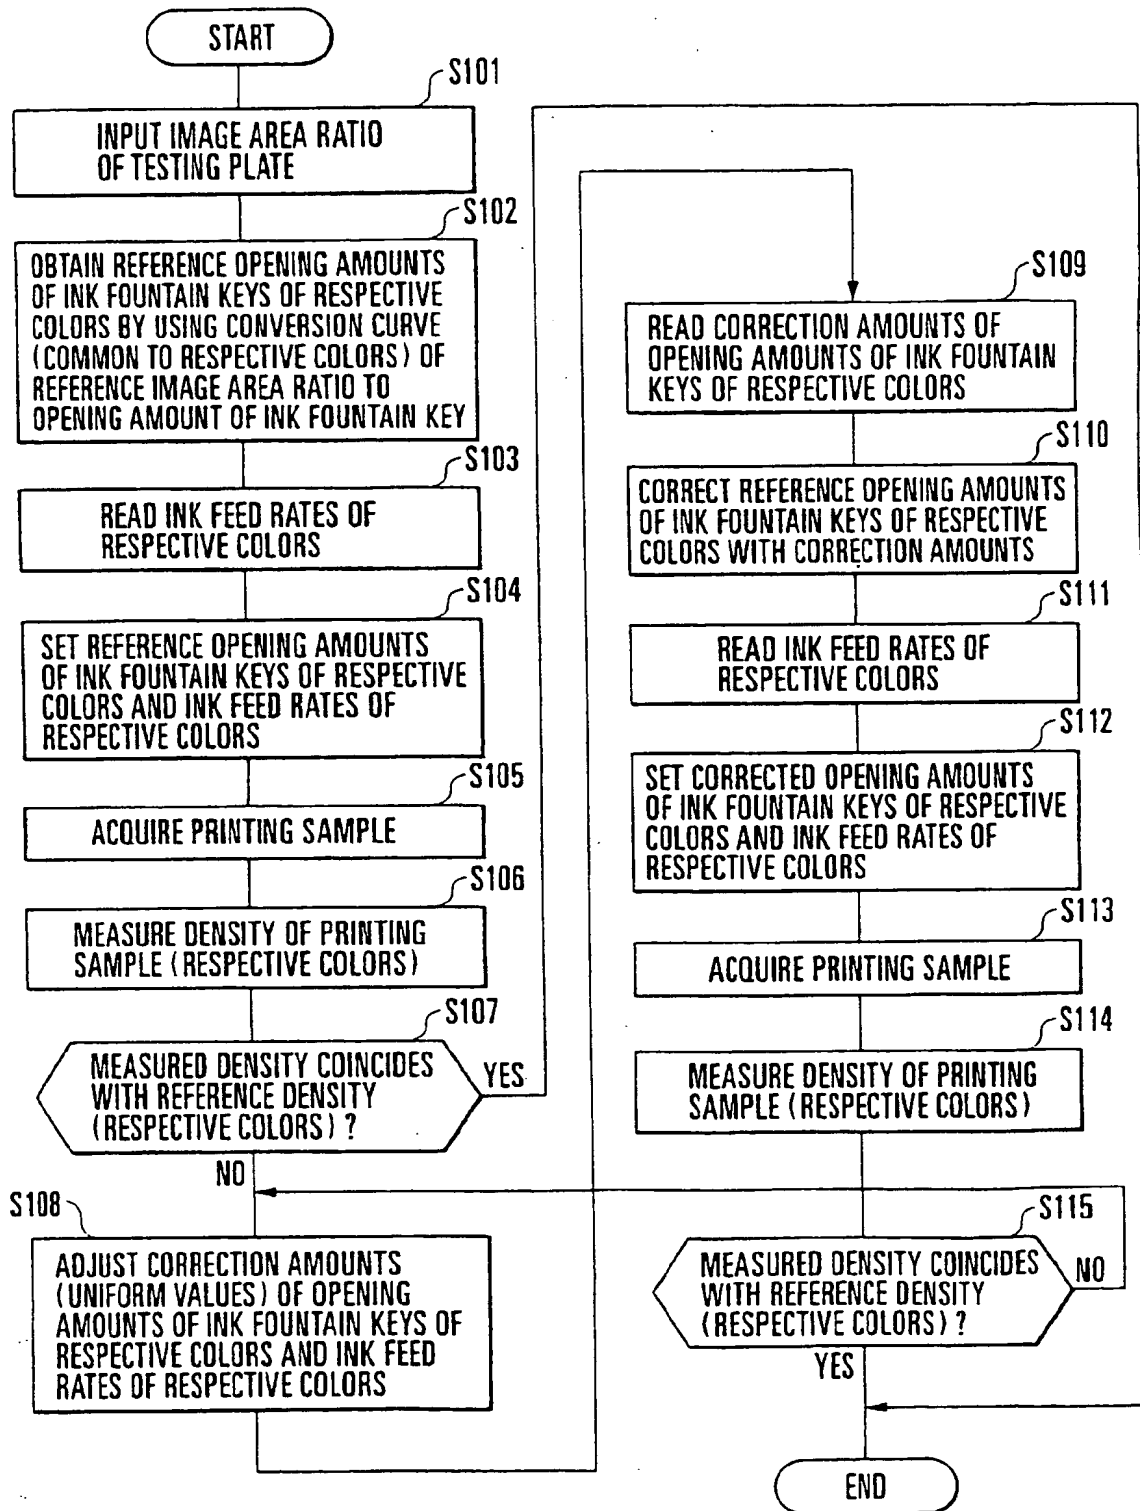 START
S101
INPUT IMAGE AREA RATIO
OF TESTING PLATE
S102
OBTAIN REFERENCE OPENING AMOUNTS
OF INK FOUNTAIN KEYS OF RESPECTIVE
COLORS BY USING CONVERSION CURVE
(COMMON TO RESPECTIVE COLORS) OF
REFERENCE IMAGE AREA RATIO TO
OPENING AMOUNT OF INK FOUNTAIN KEY
S103
READ INK FEED RATES OF
RESPECTIVE COLORS
S104
SET REFERENCE OPENING AMOUNTS
OF INK FOUNTAIN KEYS OF RESPECTIVE
COLORS AND INK FEED RATES OF
RESPECTIVE COLORS
S105
ACQUIRE PRINTING SAMPLE
S106
MEASURE DENSITY OF PRINTING
SAMPLE (RESPECTIVE COLORS)
S107
MEASURED DENSITY COINCIDES
WITH REFERENCE DENSITY
(RESPECTIVE COLORS) ?
YES
NO
S108
ADJUST CORRECTION AMOUNTS
(UNIFORM VALUES) OF OPENING
AMOUNTS OF INK FOUNTAIN KEYS OF
RESPECTIVE COLORS AND INK FEED
RATES OF RESPECTIVE COLORS
S109
READ CORRECTION AMOUNTS OF
OPENING AMOUNTS OF INK FOUNTAIN
KEYS OF RESPECTIVE COLORS
S110
CORRECT REFERENCE OPENING AMOUNTS
OF INK FOUNTAIN KEYS OF RESPECTIVE
COLORS WITH CORRECTION AMOUNTS
S111
READ INK FEED RATES OF
RESPECTIVE COLORS
S112
SET CORRECTED OPENING AMOUNTS
OF INK FOUNTAIN KEYS OF RESPECTIVE
COLORS AND INK FEED RATES OF
RESPECTIVE COLORS
S113
ACQUIRE PRINTING SAMPLE
S114
MEASURE DENSITY OF PRINTING
SAMPLE (RESPECTIVE COLORS)
S115
MEASURED DENSITY COINCIDES
WITH REFERENCE DENSITY
(RESPECTIVE COLORS) ?
NO
YES
END